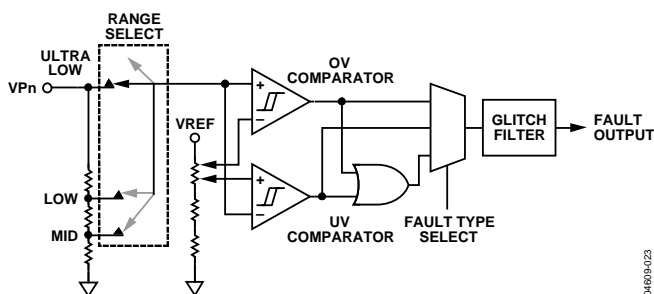 RANGE
SELECT
ULTRA
LOW
VPn
LOW
MID
VREF
+
−
+
−
OV
COMPARATOR
UV
COMPARATOR
FAULT TYPE
SELECT
GLITCH
FILTER
FAULT
OUTPUT
04609-023